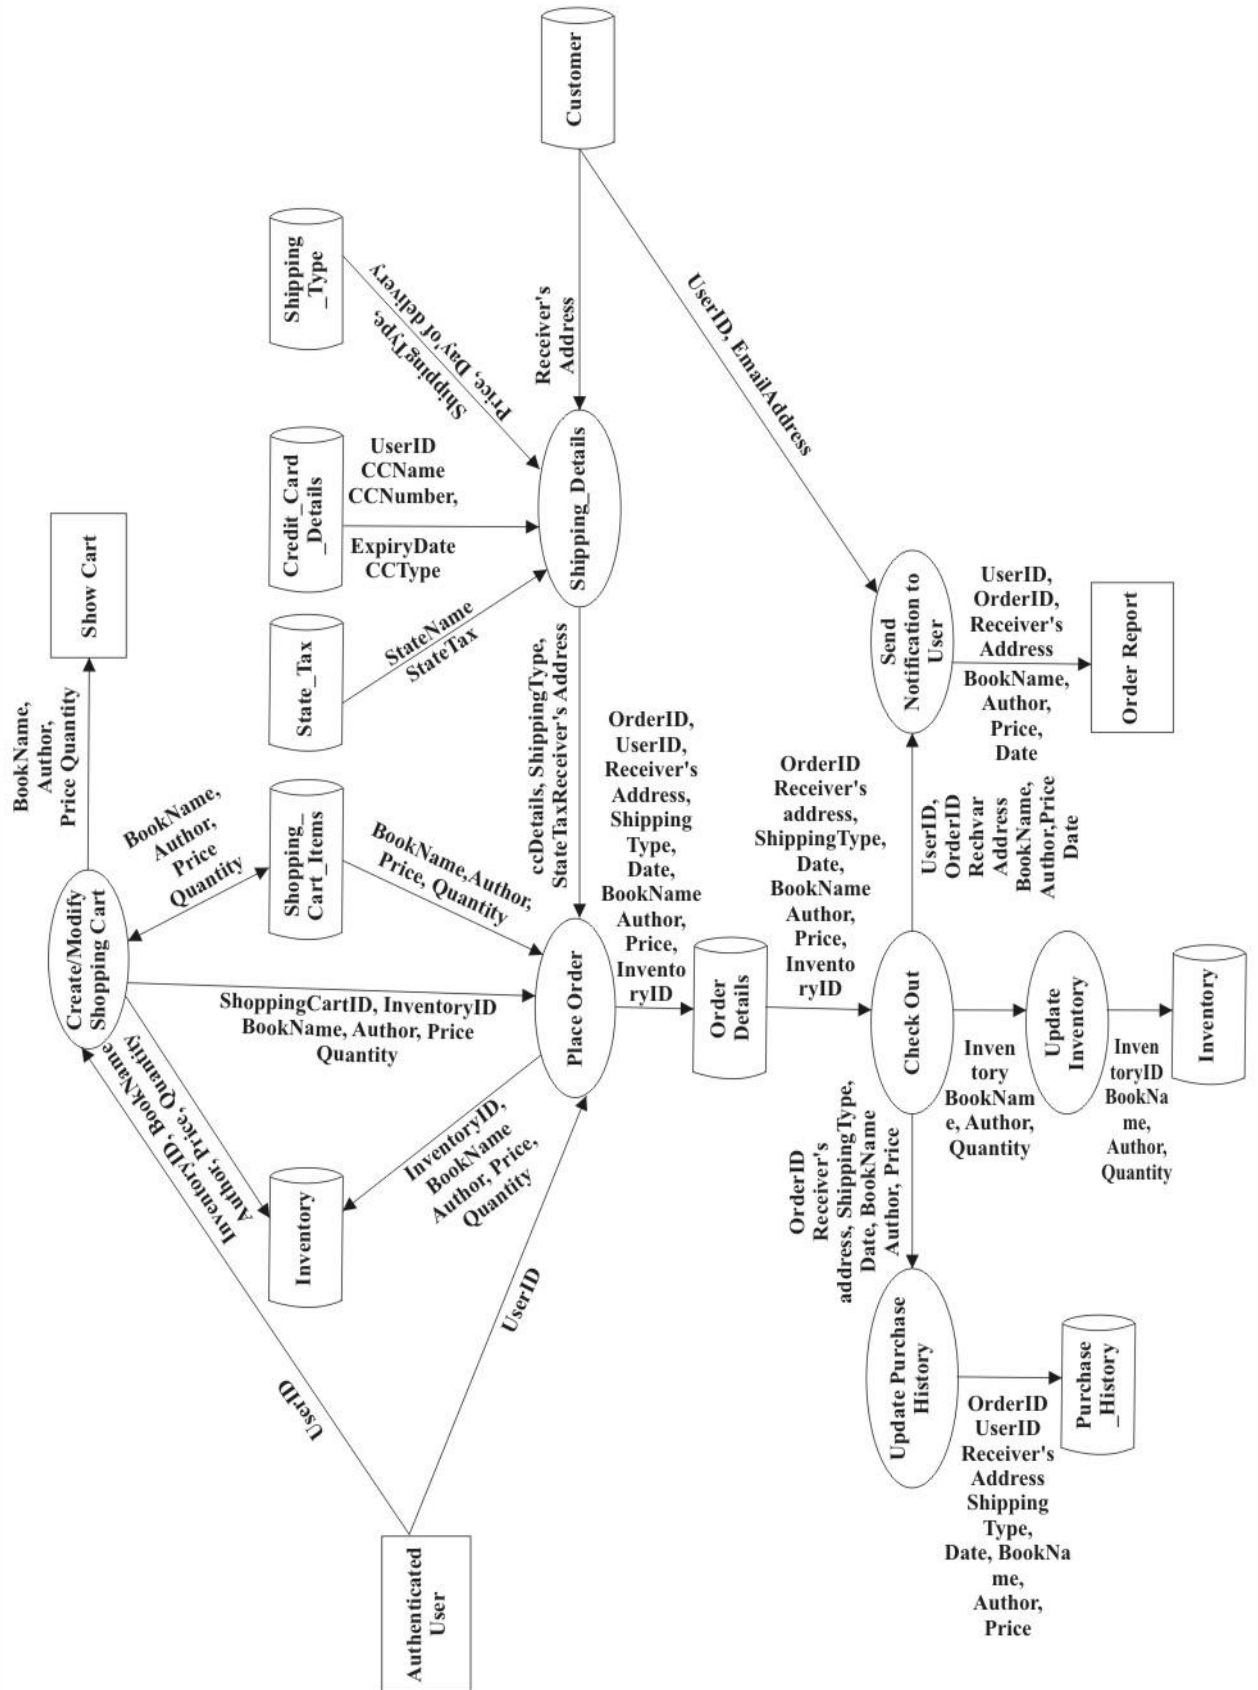 Customer
Shipping
_Type
ShippingType,
Price, Day'of delivery
Receiver's
Address
UserID, EmailAddress
Credit_Card
_Details
UserID
CCName
CCNumber,
ExpiryDate
CCType
Shipping_Details
Show Cart
State_Tax
StateName
StateTax
BookName,
Author,
Price Quantity
BookName,
Author,
Price
Quantity
Shopping_
Cart_Items
BookName,Author,
Price, Quantity
ccDetails, ShippingType,
StateTaxReceiver's Address
Create/Modify
Shopping Cart
ShoppingCartID, InventoryID
BookName, Author, Price
Quantity
Place Order
OrderID,
UserID,
Receiver's
Address,
Shipping
Type,
Date,
BookName
Author,
Price,
Invento
ryID
Order
Details
OrderID
Receiver's
address,
ShippingType,
Date,
BookName
Author,
Price,
Invento
ryID
Check Out
Send
Notification to
User
UserID,
OrderID,
Receiver's
Address
BookName,
Author,
Price,
Date
Order Report
UserID,
OrderID
Rechvar
Address
BookName,
Author,Price
Date
Inven
tory
BookNam
e, Author,
Quantity
Update
Inventory
Inven
toryID
BookNa
me,
Author,
Quantity
Inventory
InventoryID, BookName
Author, Price, Quantity
Inventory
InventoryID,
BookName
Author, Price,
Quantity
UserID
UserID
Authenticated
User
OrderID
Receiver's
address, ShippingType,
Date, BookName
Author, Price
Update Purchase
History
OrderID
UserID
Receiver's
Address
Shipping
Type,
Date, BookNa
me,
Author,
Price
Purchase
_History